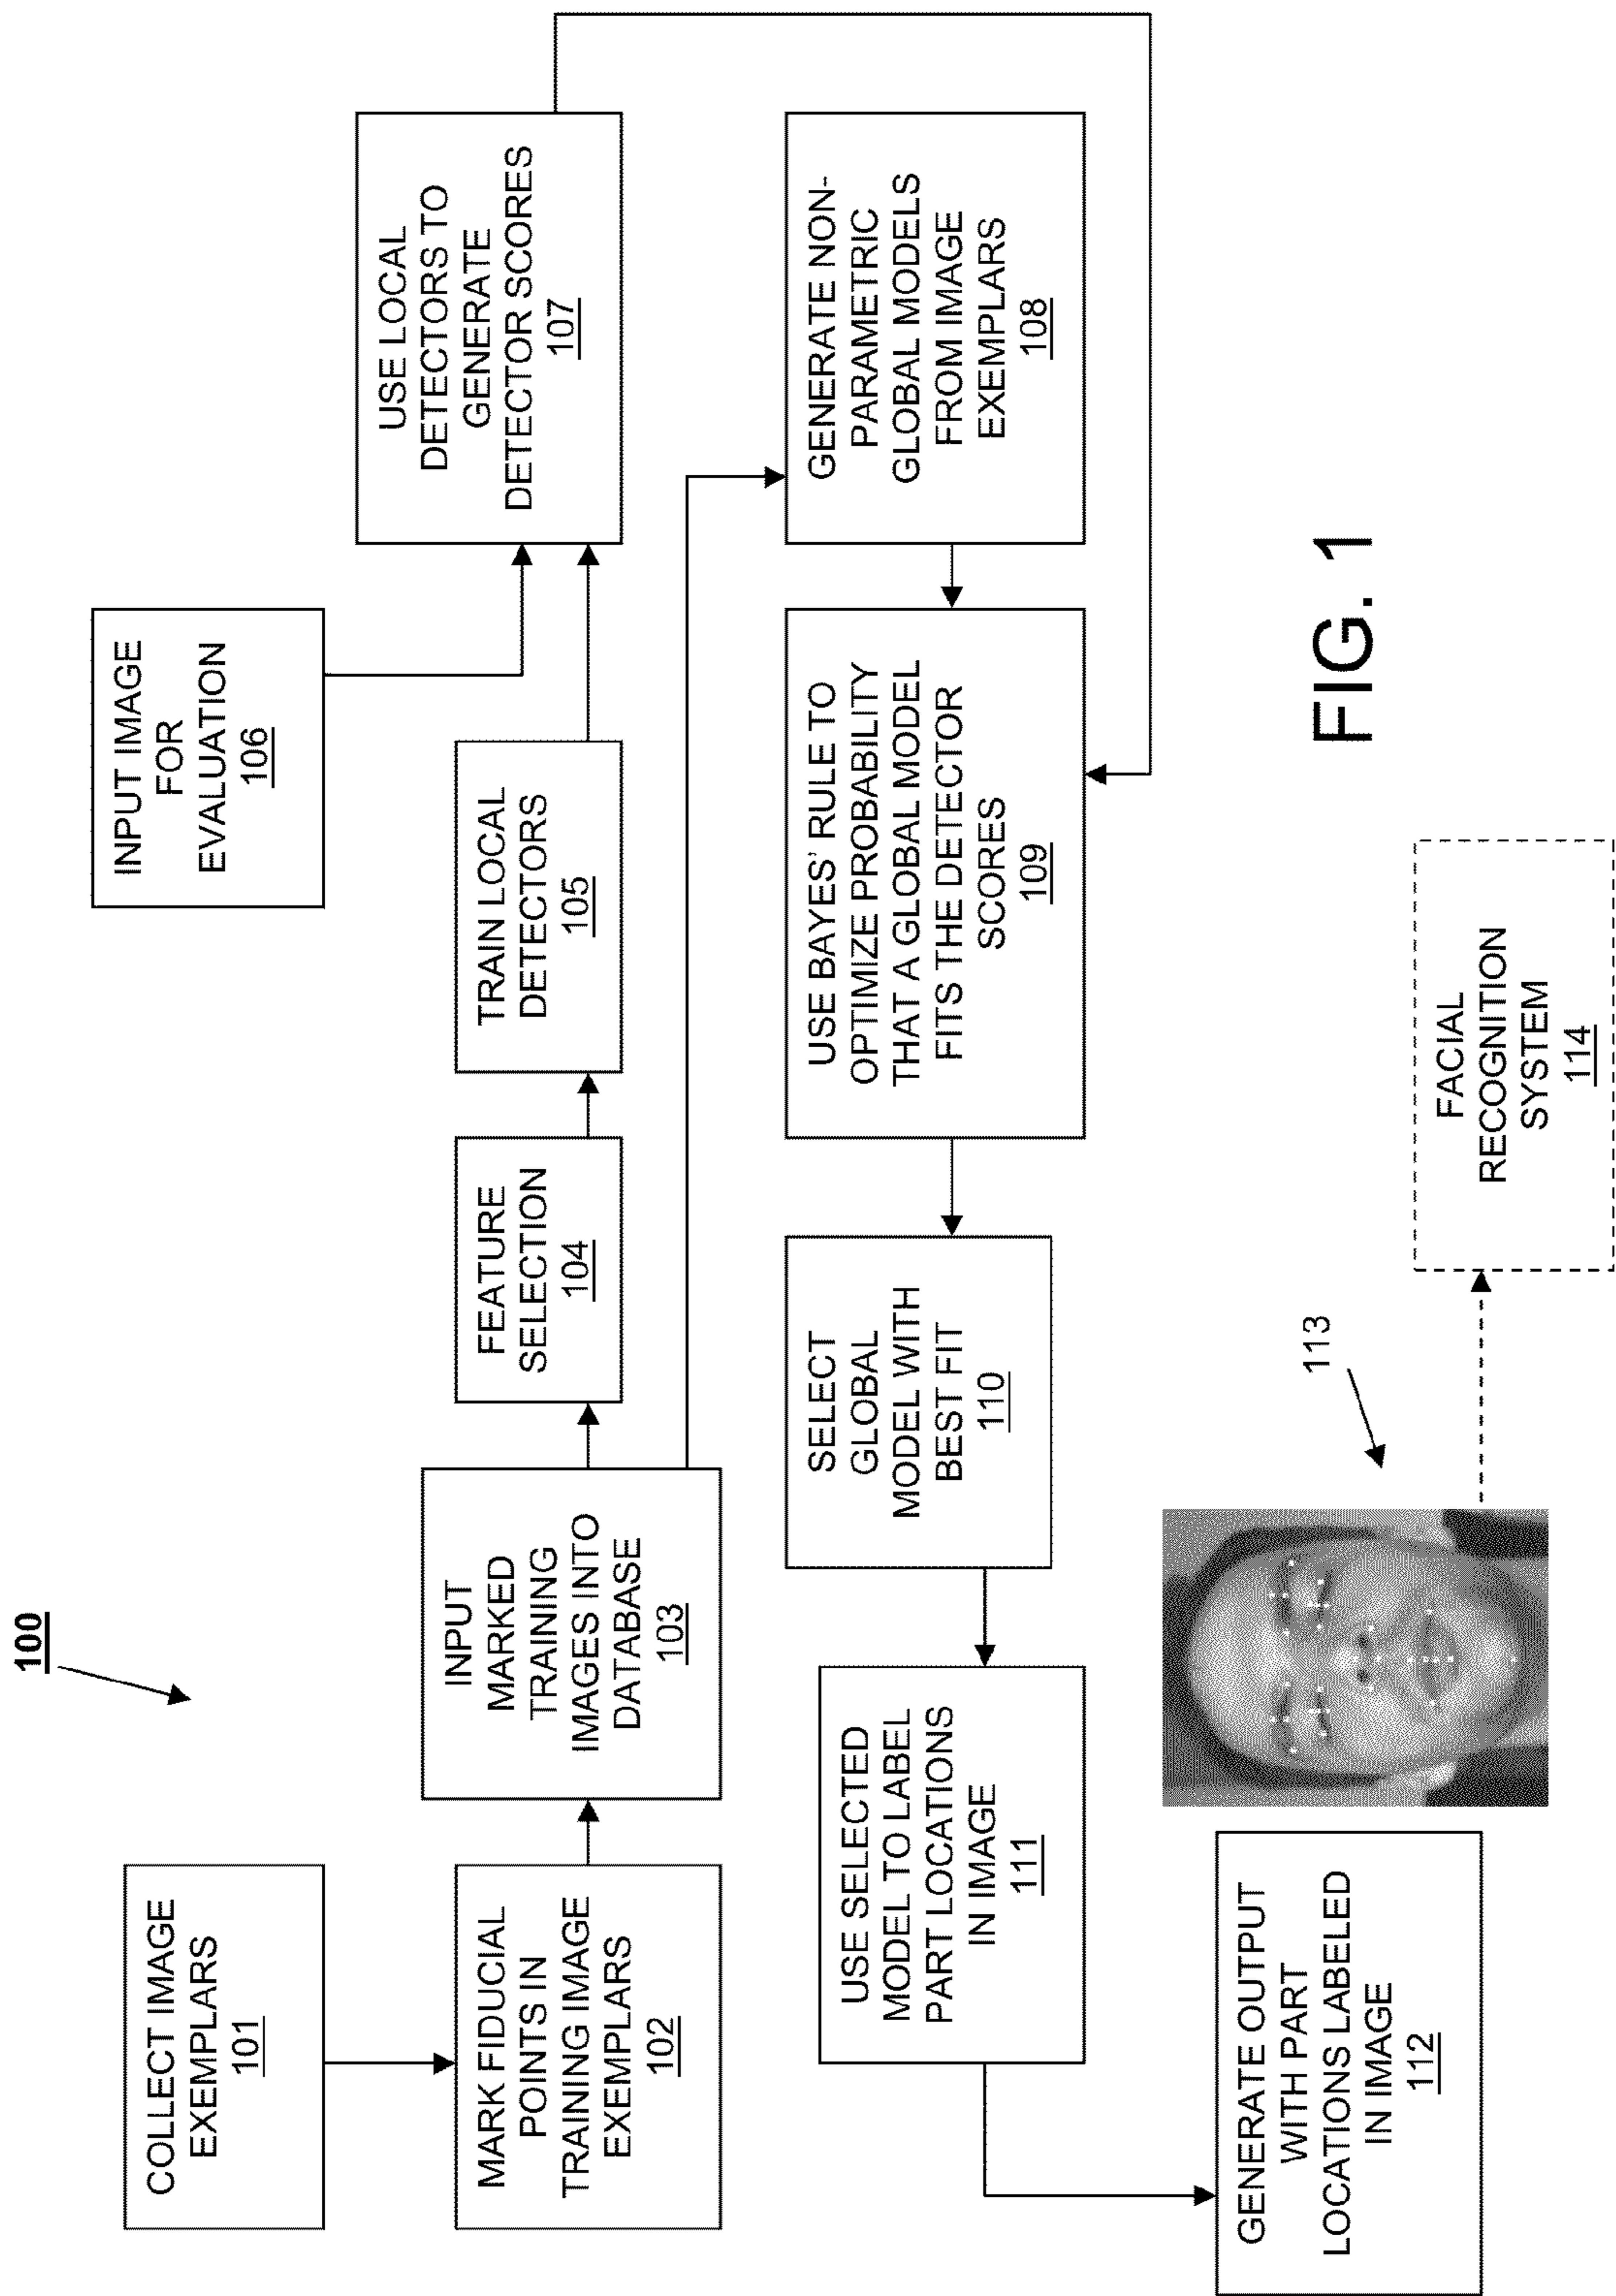 100
COLLECT IMAGE
EXEMPLARS
101
MARK FIDUCIAL
POINTS IN
TRAINING IMAGE
EXEMPLARS
102
INPUT
MARKED
TRAINING
IMAGES INTO
DATABASE
103
FEATURE
SELECTION
104
TRAIN LOCAL
DETECTORS
105
INPUT IMAGE
FOR
EVALUATION
106
USE LOCAL
DETECTORS TO
GENERATE
DETECTOR SCORES
107
GENERATE NON-
PARAMETRIC
GLOBAL MODELS
FROM IMAGE
EXEMPLARS
108
USE BAYES' RULE TO
OPTIMIZE PROBABILITY
THAT A GLOBAL MODEL
FITS THE DETECTOR
SCORES
109
SELECT
GLOBAL
MODEL WITH
BEST FIT
110
USE SELECTED
MODEL TO LABEL
PART LOCATIONS
IN IMAGE
111
GENERATE OUTPUT
WITH PART
LOCATIONS LABELED
IN IMAGE
112
113
FACIAL
RECOGNITION
SYSTEM
114
FIG. 1